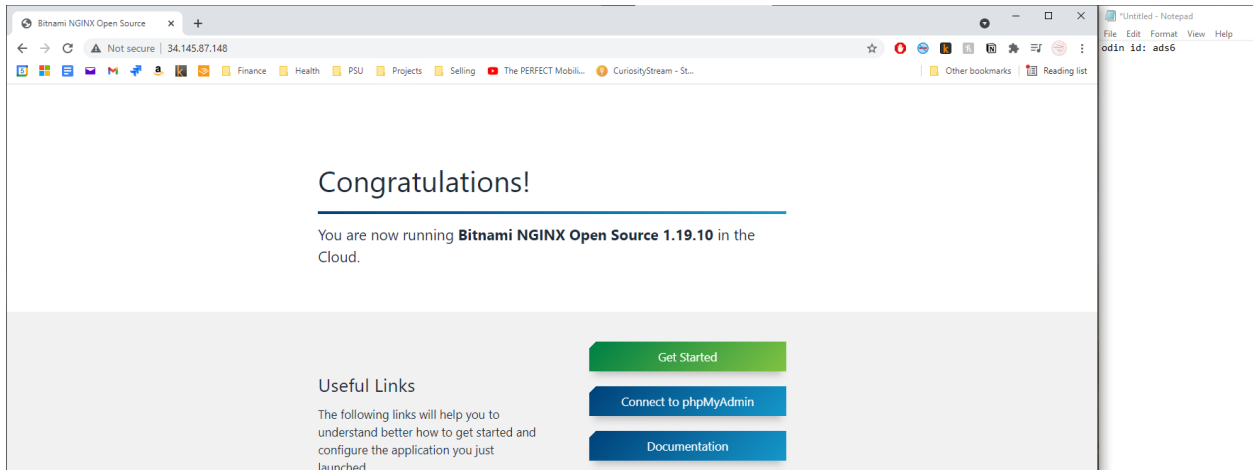 Bitnami NGINX Open Source
Not secure | 34.145.87.148
Finance Health PSU Projects Selling The PERFECT Mobili... CuriosityStream - St... Other bookmarks Reading list
Congratulations!
You are now running Bitnami NGINX Open Source 1.19.10 in the
Cloud.
Useful Links
The following links will help you to
understand better how to get started and
configure the application you just
launched
Get Started
Connect to phpMyAdmin
Documentation
*Untitled - Notepad
File Edit Format View Help
odin id: ads6